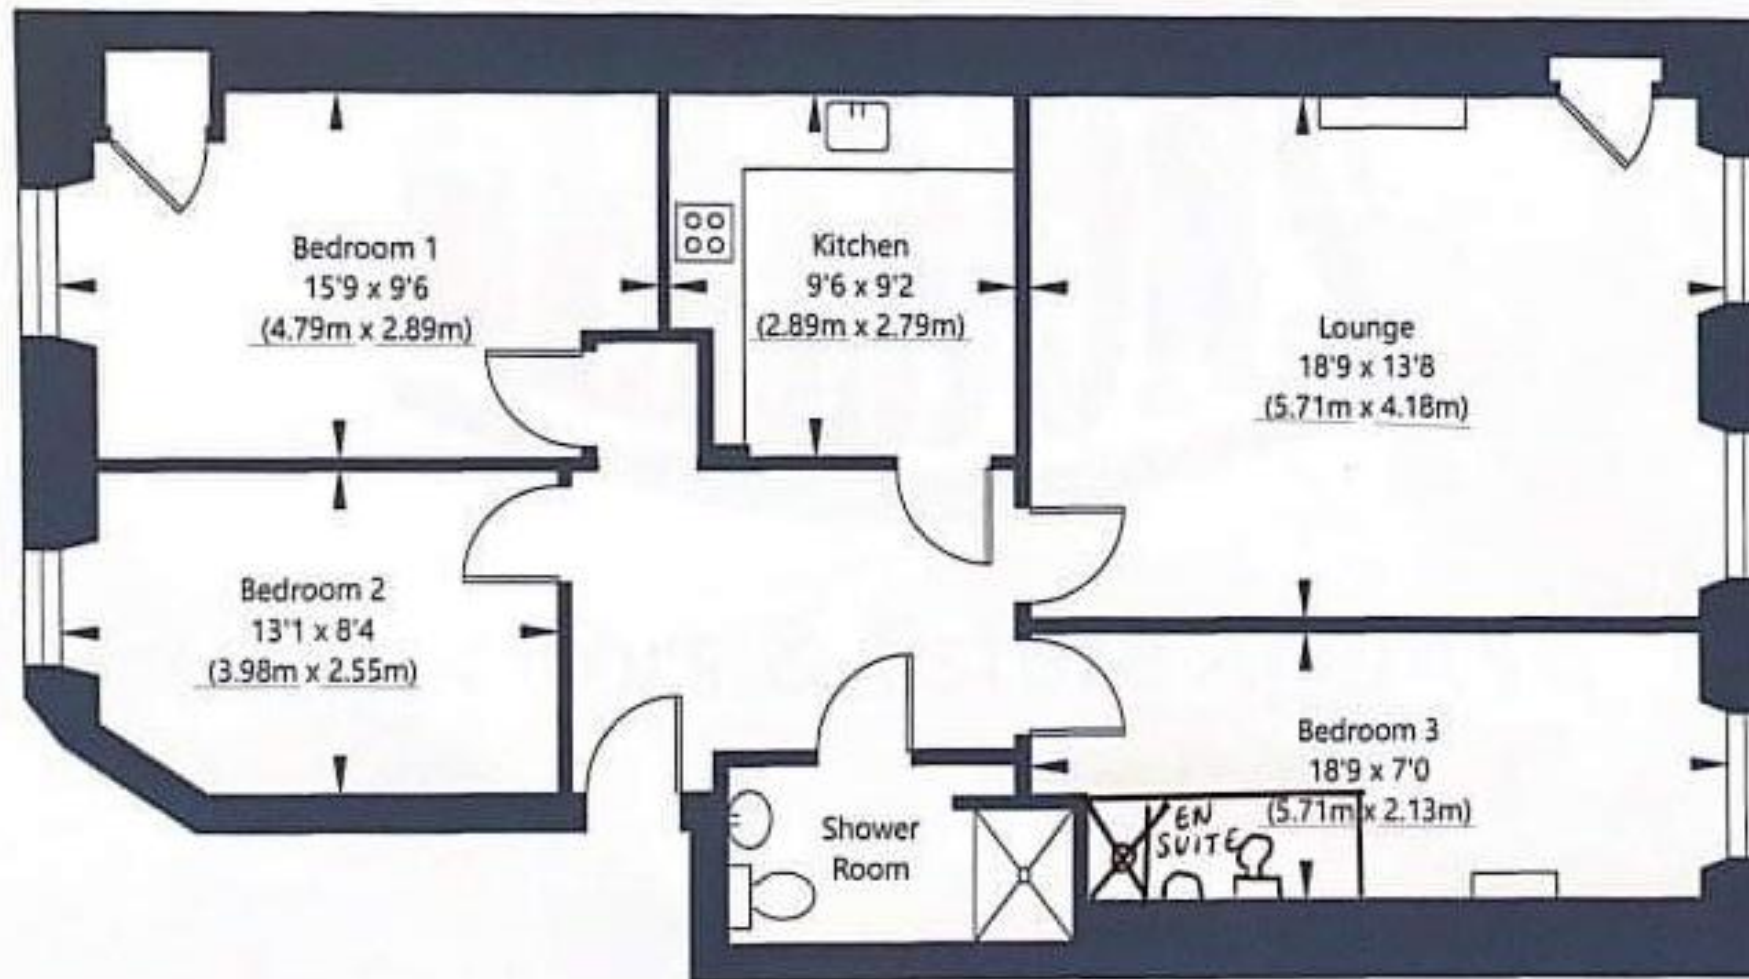 Bedroom 1
15'9 x 9'6
(4.79m x 2.89m)
Kitchen
9'6 x 9'2
(2.89m x 2.79m)
Lounge
18'9 x 13'8
(5.71m x 4.18m)
Bedroom 2
13'1 x 8'4
(3.98m x 2.55m)
Bedroom 3
18'9 x 7'0
(5.71m x 2.13m)
EN
SUITE
Shower
Room